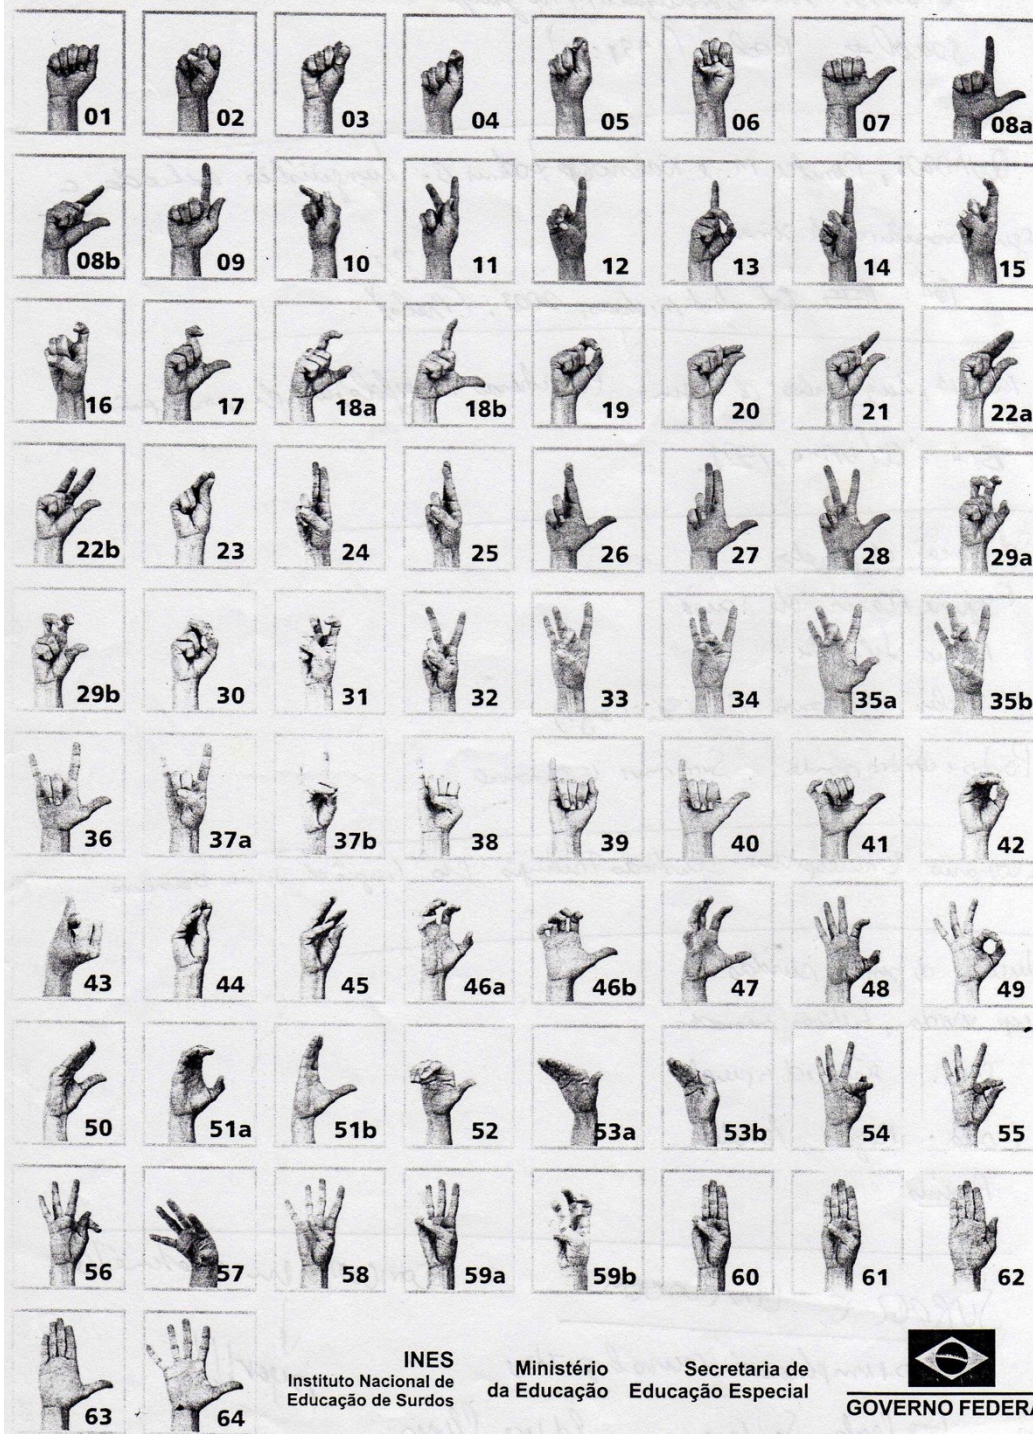 01 02 03 04 05 06 07 08a
08b 09 10 11 12 13 14 15
16 17 18a 18b 19 20 21 22a
22b 23 24 25 26 27 28 29a
29b 30 31 32 33 34 35a 35b
36 37a 37b 38 39 40 41 42
43 44 45 46a 46b 47 48 49
50 51a 51b 52 53a 53b 54 55
56 57 58 59a 59b 60 61 62
63 64
INES
Instituto Nacional de
Educação de Surdos
Ministério
da Educação
Secretaria de
Educação Especial
GOVERNO FEDERA